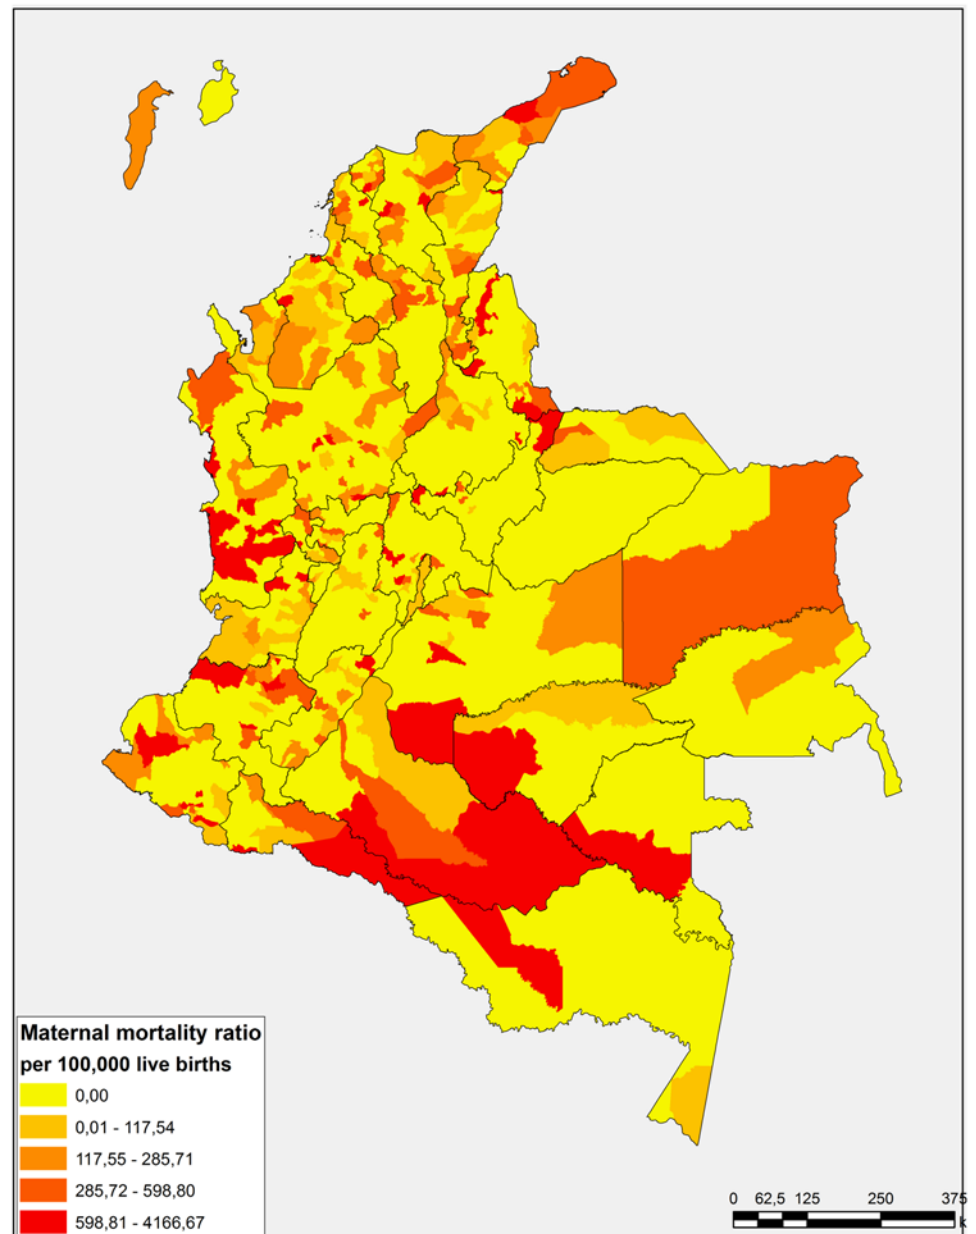 Maternal mortality ratio
per 100,000 live births
0,00
0,01 - 117,54
117,55 - 285,71
285,72 - 598,80
598,81 - 4166,67
0 62,5 125 250 375
k